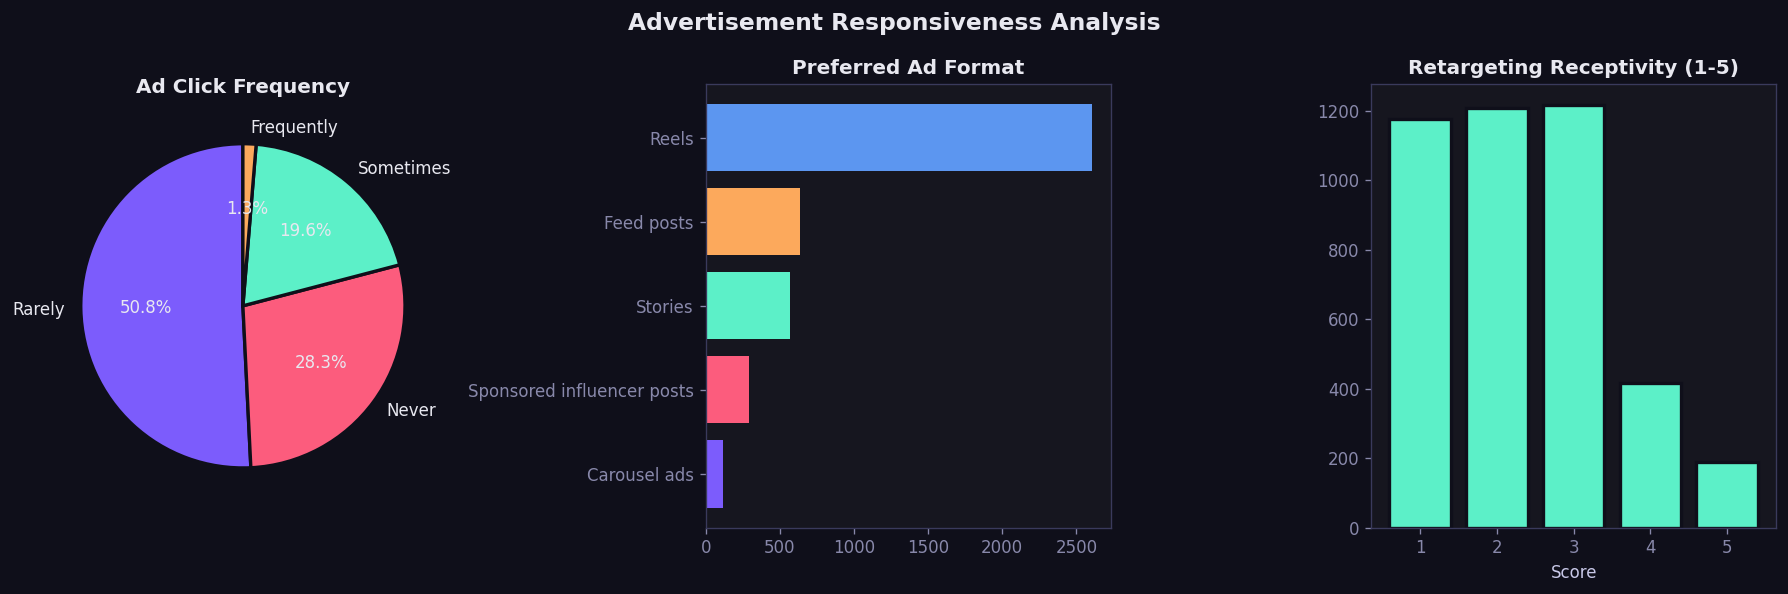 Advertisement Responsiveness Analysis
Ad Click Frequency
Frequently
Sometimes
1.3%
19.6%
Rarely
50.8%
28.3%
Never
Preferred Ad Format
Reels
Feed posts
Stories
Sponsored influencer posts
Carousel ads
0 500 1000 1500 2000 2500
Retargeting Receptivity (1-5)
1200
1000
800
600
400
200
0
1 2 3 4 5
Score